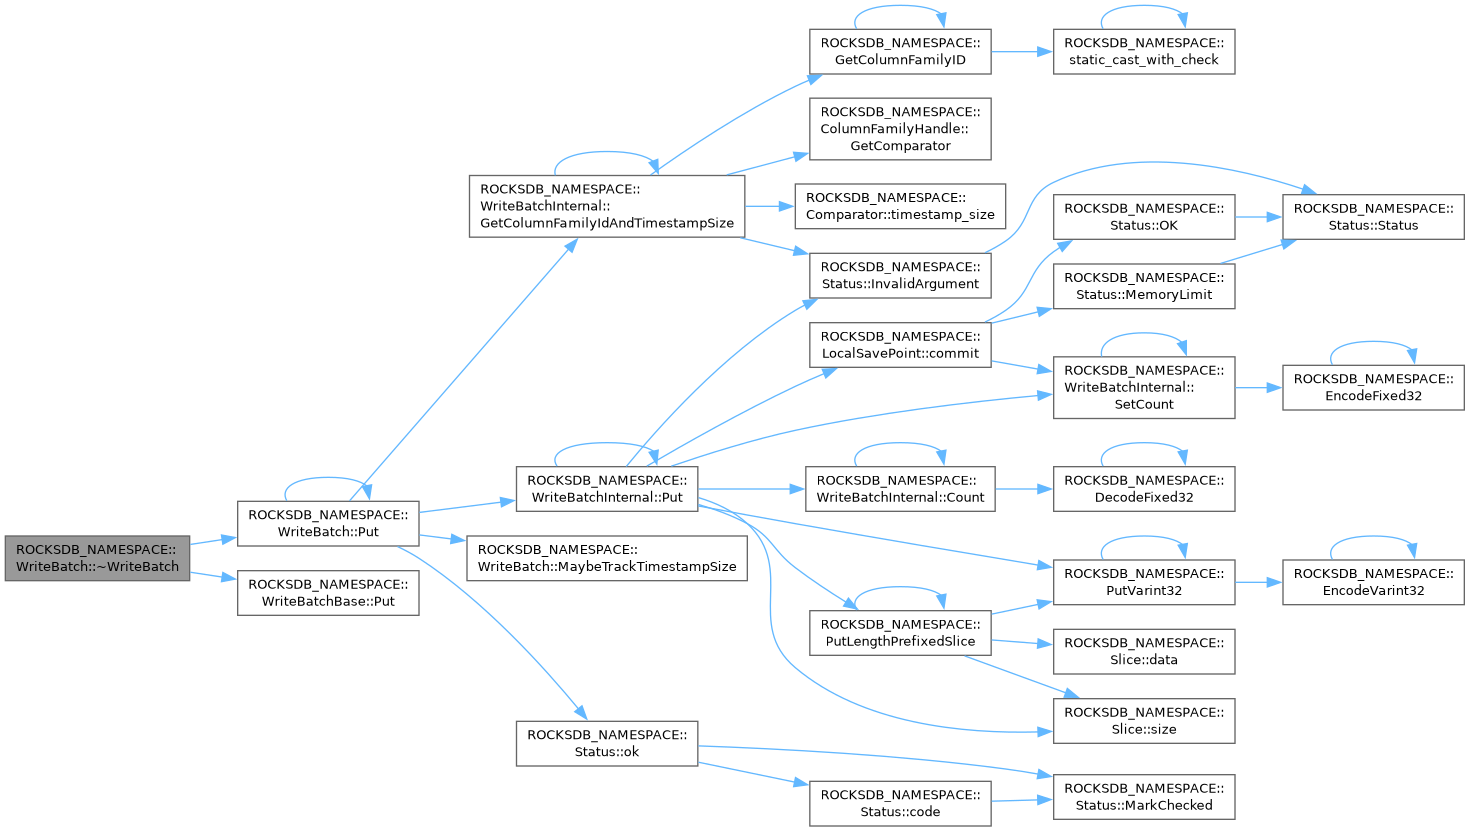 ROCKSDB_NAMESPACE::
WriteBatch::~WriteBatch
ROCKSDB_NAMESPACE::
WriteBatch::Put
ROCKSDB_NAMESPACE::
WriteBatchBase::Put
ROCKSDB_NAMESPACE::
WriteBatchInternal::
GetColumnFamilyIdAndTimestampSize
ROCKSDB_NAMESPACE::
WriteBatchInternal::Put
ROCKSDB_NAMESPACE::
WriteBatch::MaybeTrackTimestampSize
ROCKSDB_NAMESPACE::
Status::ok
ROCKSDB_NAMESPACE::
GetColumnFamilyID
ROCKSDB_NAMESPACE::
ColumnFamilyHandle::
GetComparator
ROCKSDB_NAMESPACE::
Comparator::timestamp_size
ROCKSDB_NAMESPACE::
Status::InvalidArgument
ROCKSDB_NAMESPACE::
LocalSavePoint::commit
ROCKSDB_NAMESPACE::
WriteBatchInternal::Count
ROCKSDB_NAMESPACE::
PutLengthPrefixedSlice
ROCKSDB_NAMESPACE::
Status::code
ROCKSDB_NAMESPACE::
static_cast_with_check
ROCKSDB_NAMESPACE::
Status::OK
ROCKSDB_NAMESPACE::
Status::MemoryLimit
ROCKSDB_NAMESPACE::
WriteBatchInternal::
SetCount
ROCKSDB_NAMESPACE::
DecodeFixed32
ROCKSDB_NAMESPACE::
PutVarint32
ROCKSDB_NAMESPACE::
Slice::data
ROCKSDB_NAMESPACE::
Slice::size
ROCKSDB_NAMESPACE::
Status::MarkChecked
ROCKSDB_NAMESPACE::
Status::Status
ROCKSDB_NAMESPACE::
EncodeFixed32
ROCKSDB_NAMESPACE::
EncodeVarint32